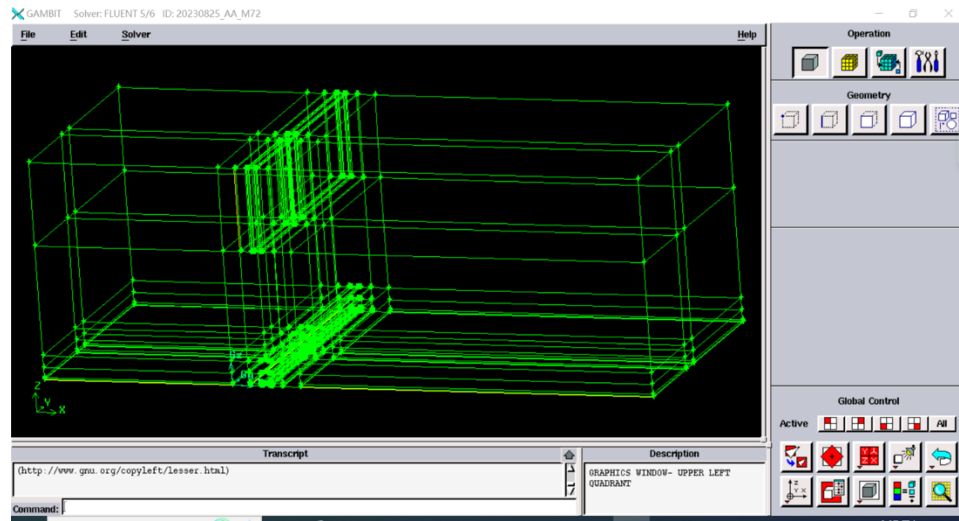 GAMBIT Solver: FLUENT 5/6 ID: 20230825_AA_M72
File Edit Solver Help
Operation
Geometry
Z
Y
X
Global Control
Active All
Transcript
Description
(http://www.gnu.org/copyleft/lesser.html)
GRAPHICS WINDOW- UPPER LEFT
QUADRANT
Command: